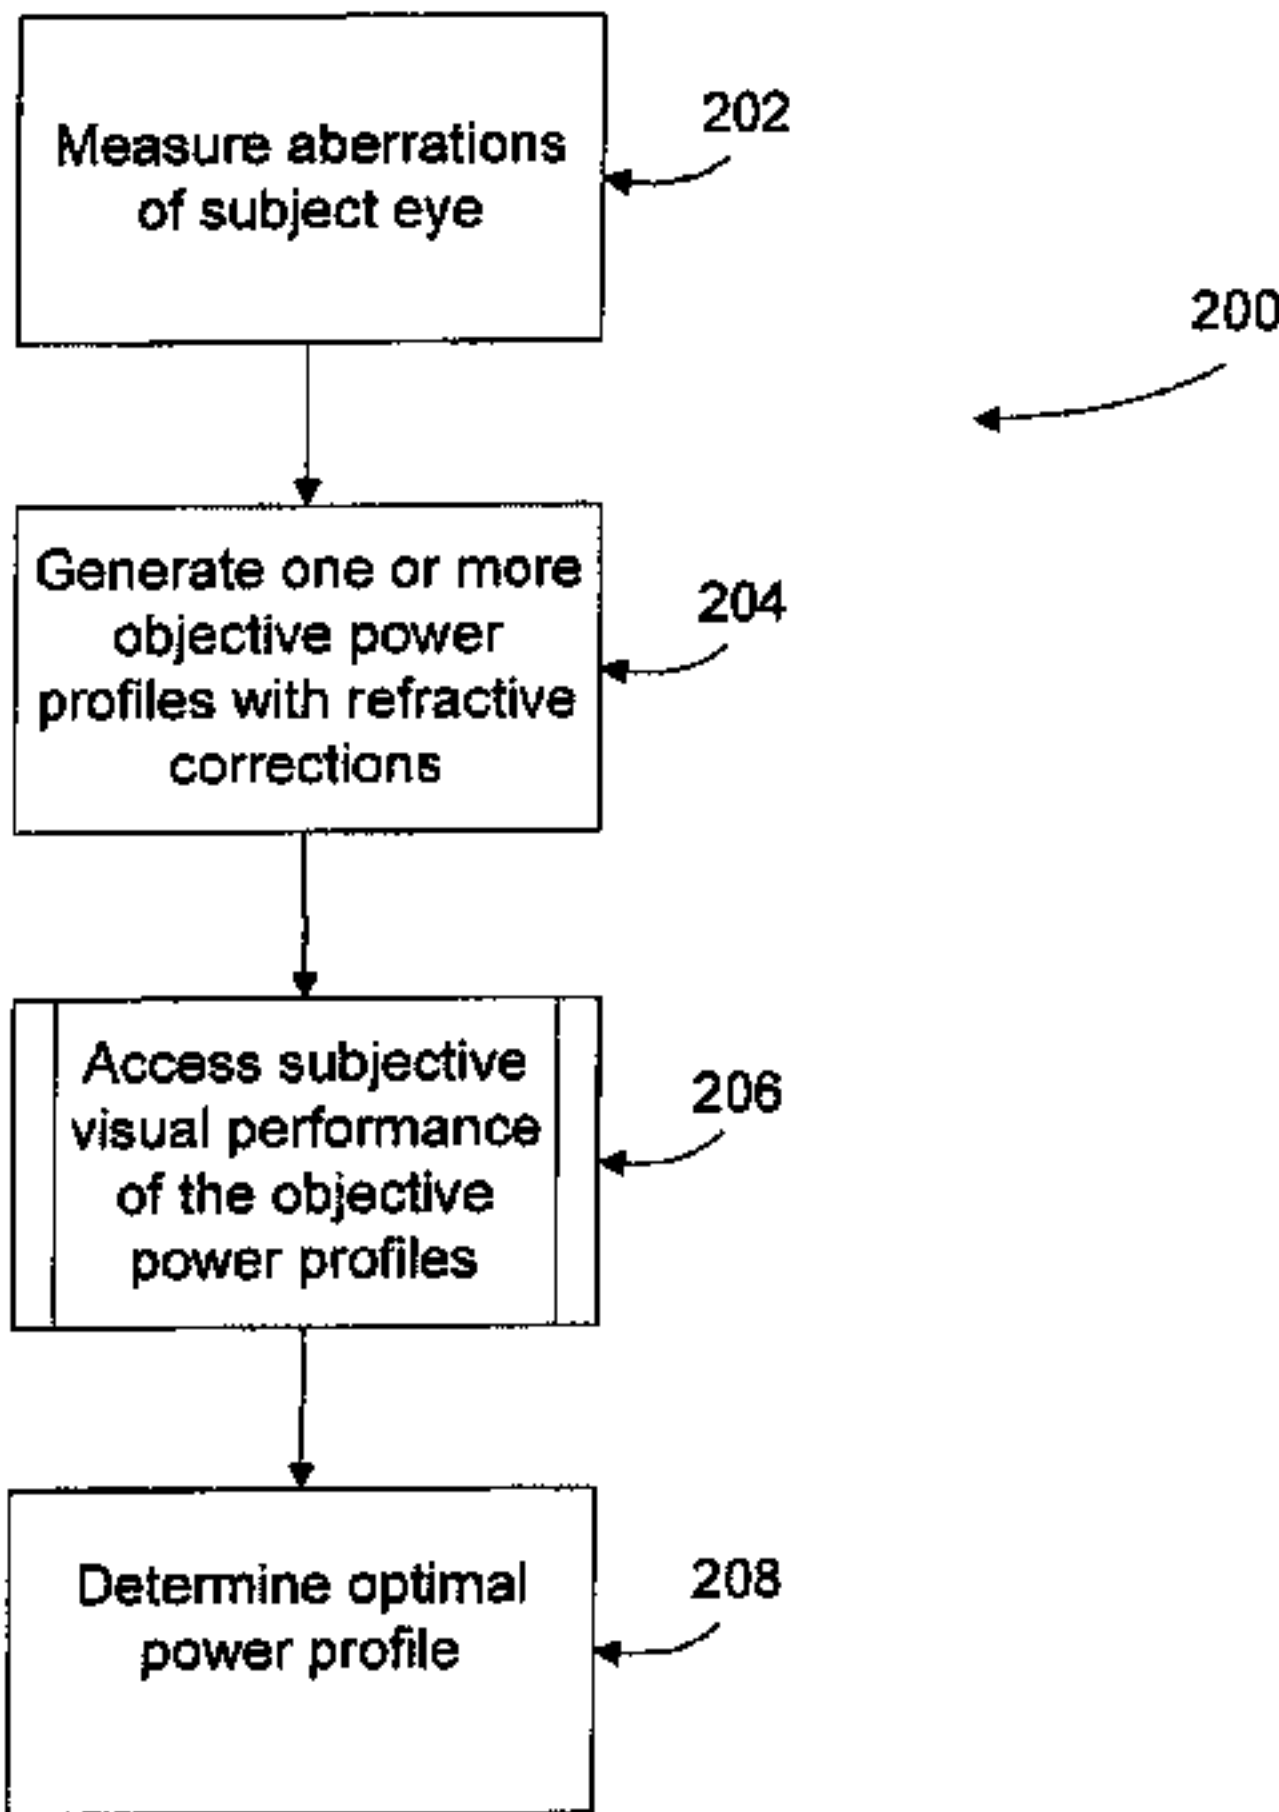 Measure aberrations
of subject eye
202
200
Generate one or more
objective power
profiles with refractive
corrections
204
Access subjective
visual performance
of the objective
power profiles
206
Determine optimal
power profile
208